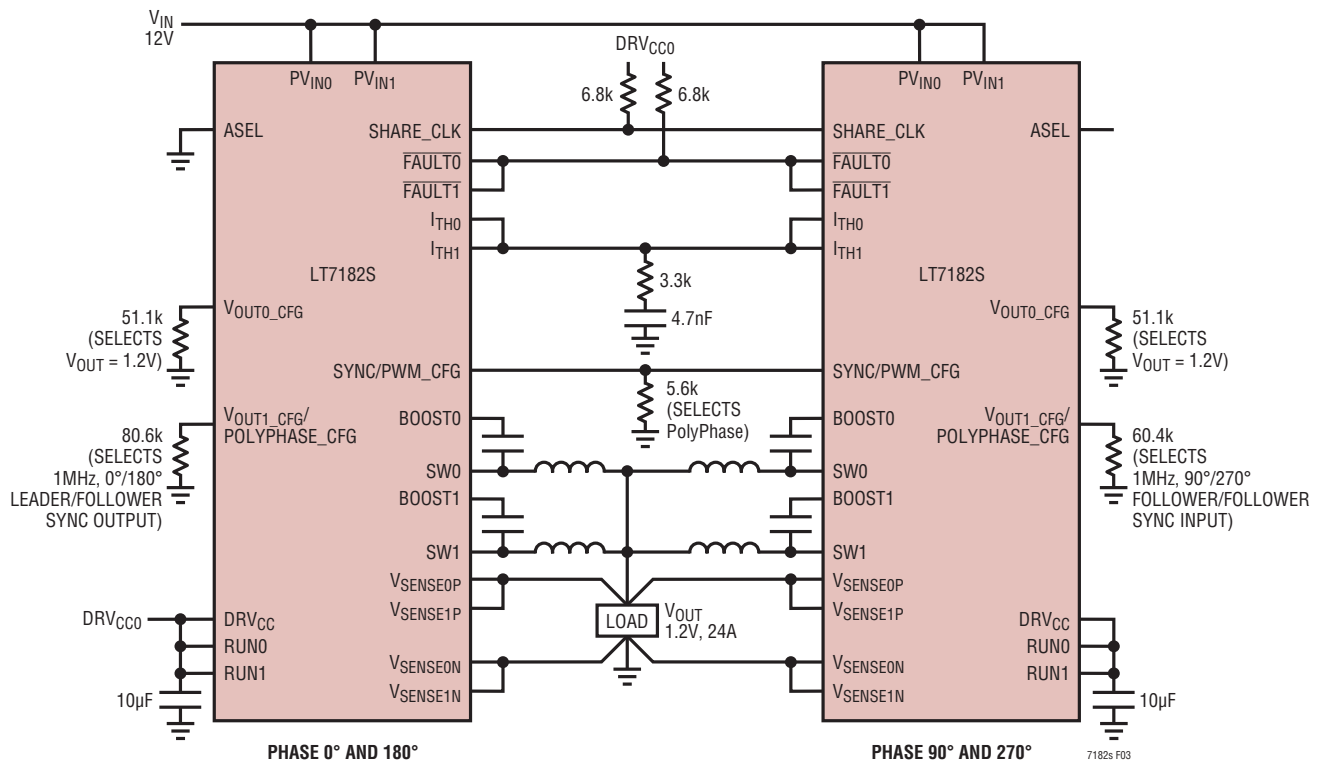 VIN
12V
DRVCC0
PVIN0 PVIN1
PVIN0 PVIN1
6.8k
6.8k
ASEL
SHARE_CLK
SHARE_CLK
ASEL
FAULT0
FAULT0
FAULT1
FAULT1
ITH0
ITH0
ITH1
ITH1
LT7182S
3.3k
LT7182S
4.7nF
VOUT0_CFG
VOUT0_CFG
51.1k
(SELECTS
VOUT = 1.2V)
51.1k
(SELECTS
VOUT = 1.2V)
SYNC/PWM_CFG
SYNC/PWM_CFG
5.6k
(SELECTS
PolyPhase)
VOUT1_CFG/
POLYPHASE_CFG
VOUT1_CFG/
POLYPHASE_CFG
80.6k
(SELECTS
1MHz, 0°/180°
LEADER/FOLLOWER
SYNC OUTPUT)
60.4k
(SELECTS
1MHz, 90°/270°
FOLLOWER/FOLLOWER
SYNC INPUT)
BOOST0
BOOST0
SW0
SW0
BOOST1
BOOST1
SW1
SW1
VSENSE0P
VSENSE0P
VSENSE1P
VSENSE1P
LOAD
VOUT
1.2V, 24A
DRVCC0
DRVCC
DRVCC
RUN0
RUN0
RUN1
RUN1
VSENSE0N
VSENSE0N
VSENSE1N
VSENSE1N
10µF
10µF
PHASE 0° AND 180°
PHASE 90° AND 270°
7182s F03